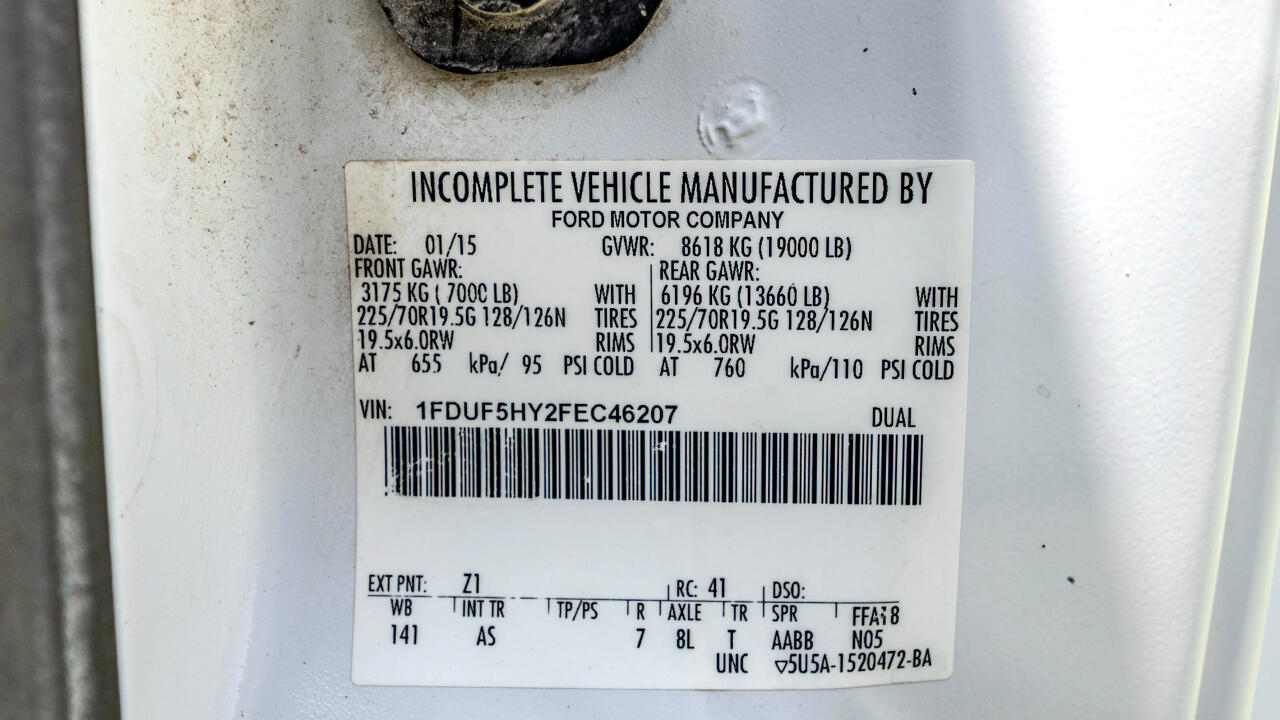 INCOMPLETE VEHICLE MANUFACTURED BY
FORD MOTOR COMPANY
DATE: 01/15 GVWR: 8618 KG (19000 LB)
FRONT GAWR: REAR GAWR:
3175 KG ( 7000 LB) WITH 6196 KG (13660 LB) WITH
225/70R19.5G 128/126N TIRES 225/70R19.5G 128/126N TIRES
19.5x6.0RW RIMS 19.5x6.0RW RIMS
AT 655 kPa/ 95 PSI COLD AT 760 kPa/110 PSI COLD
VIN: 1FDUF5HY2FEC46207 DUAL
EXT PNT: Z1 RC: 41 DSO:
WB INT TR TP/PS R AXLE TR SPR FFA18
141 AS 7 8L T AABB N05
UNC ▽5U5A-1520472-BA